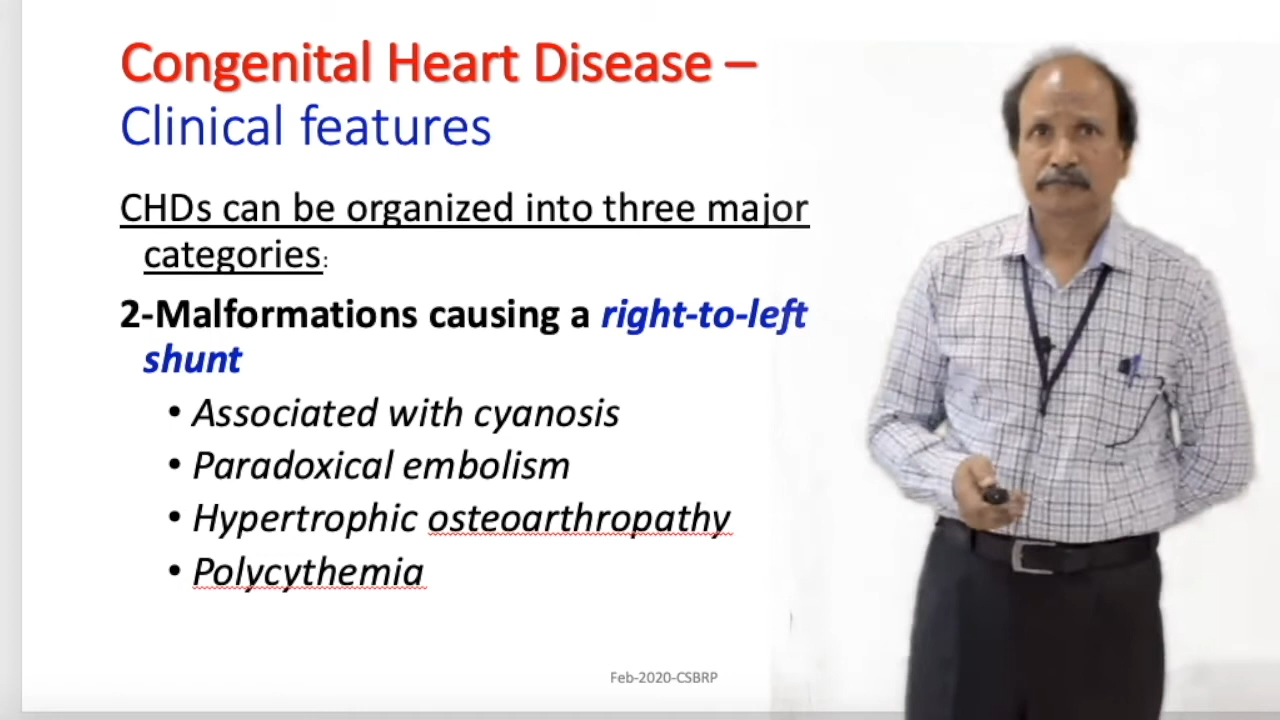 Congenital Heart Disease –
Clinical features
CHDs can be organized into three major
categories:
2-Malformations causing a right-to-left
shunt
• Associated with cyanosis
• Paradoxical embolism
• Hypertrophic osteoarthropathy
• Polycythemia
Feb-2020-CSBRP